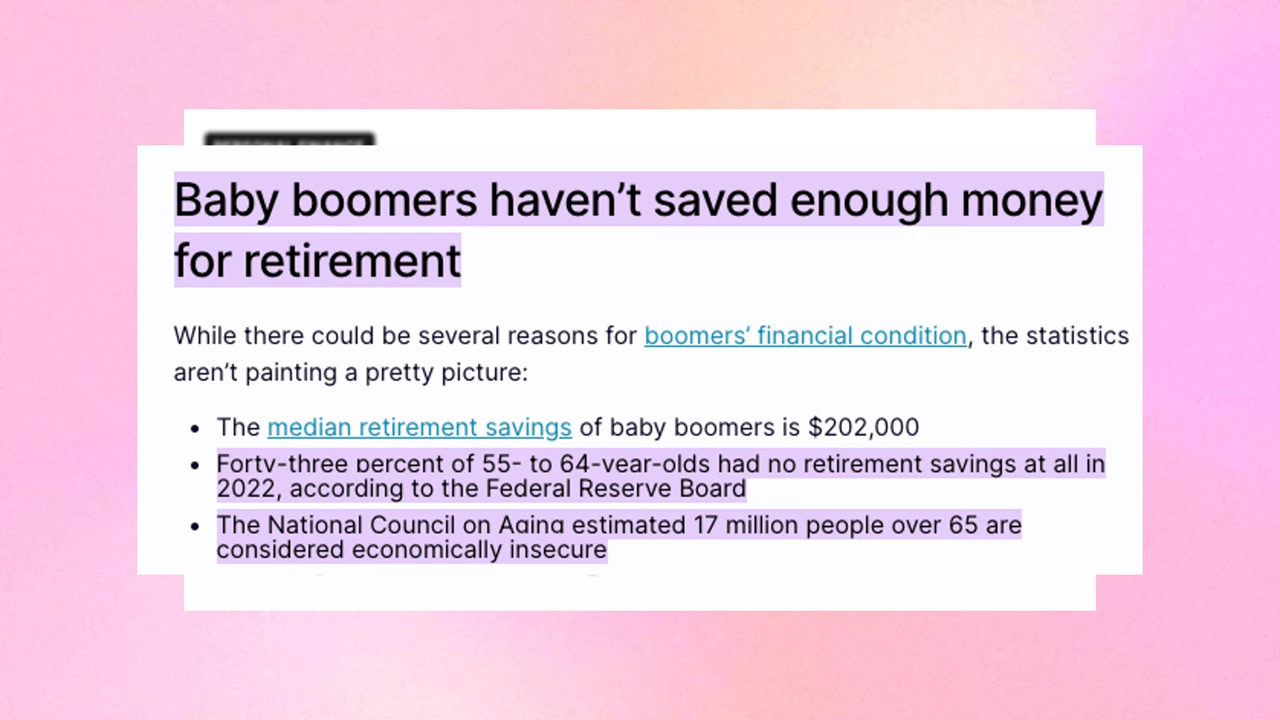 Baby boomers haven’t saved enough money
for retirement
While there could be several reasons for boomers’ financial condition, the statistics
aren’t painting a pretty picture:
• The median retirement savings of baby boomers is $202,000
• Forty-three percent of 55- to 64-year-olds had no retirement savings at all in
2022, according to the Federal Reserve Board
• The National Council on Aging estimated 17 million people over 65 are
considered economically insecure